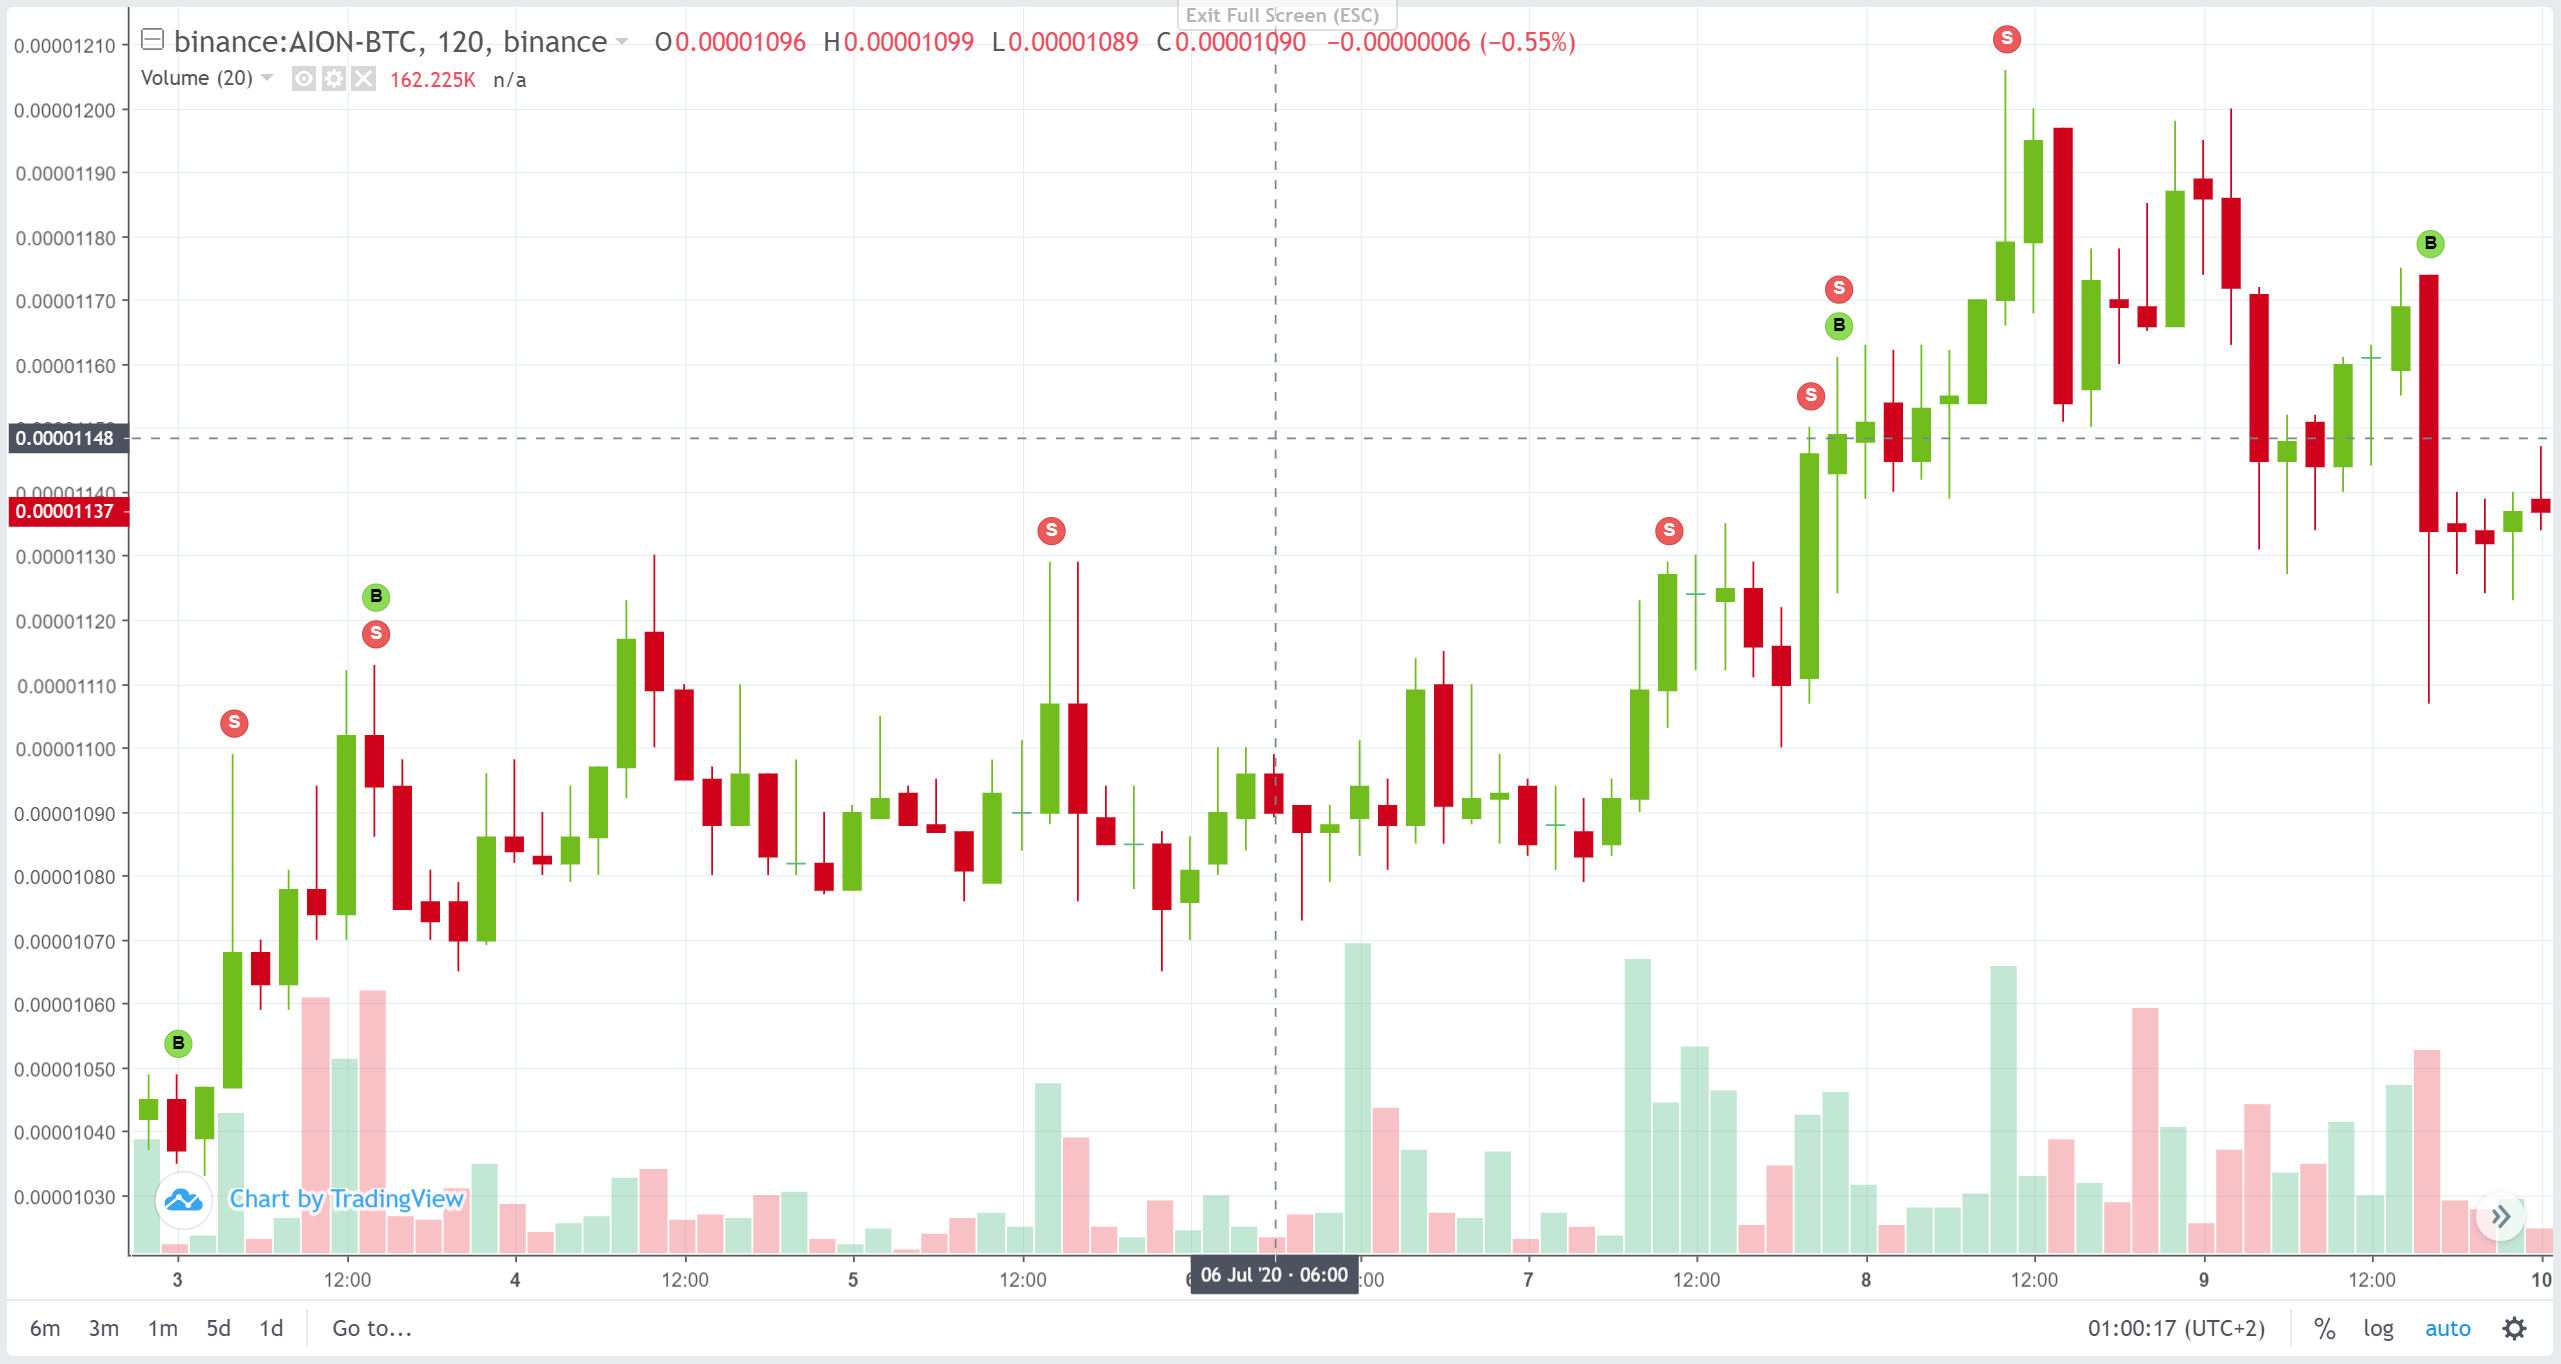 Exit Full Screen (ESC)
binance:AION-BTC, 120, binance O0.00001096 H0.00001099 L0.00001089 C0.00001090 −0.00000006 (−0.55%)
Volume (20) 162.225K n/a
0.00001210
0.00001200
0.00001190
0.00001180
0.00001170
0.00001160
0.00001148
0.00001140
0.00001137
0.00001130
0.00001120
0.00001110
0.00001100
0.00001090
0.00001080
0.00001070
0.00001060
0.00001050
0.00001040
0.00001030
S
S
B
B
S
S
S
B
S
S
B
B
Chart by TradingView
3 12:00 4 12:00 5 12:00 06 Jul '20 · 06:00 :00 7 12:00 8 12:00 9 12:00 10
6m 3m 1m 5d 1d Go to... 01:00:17 (UTC+2) % log auto